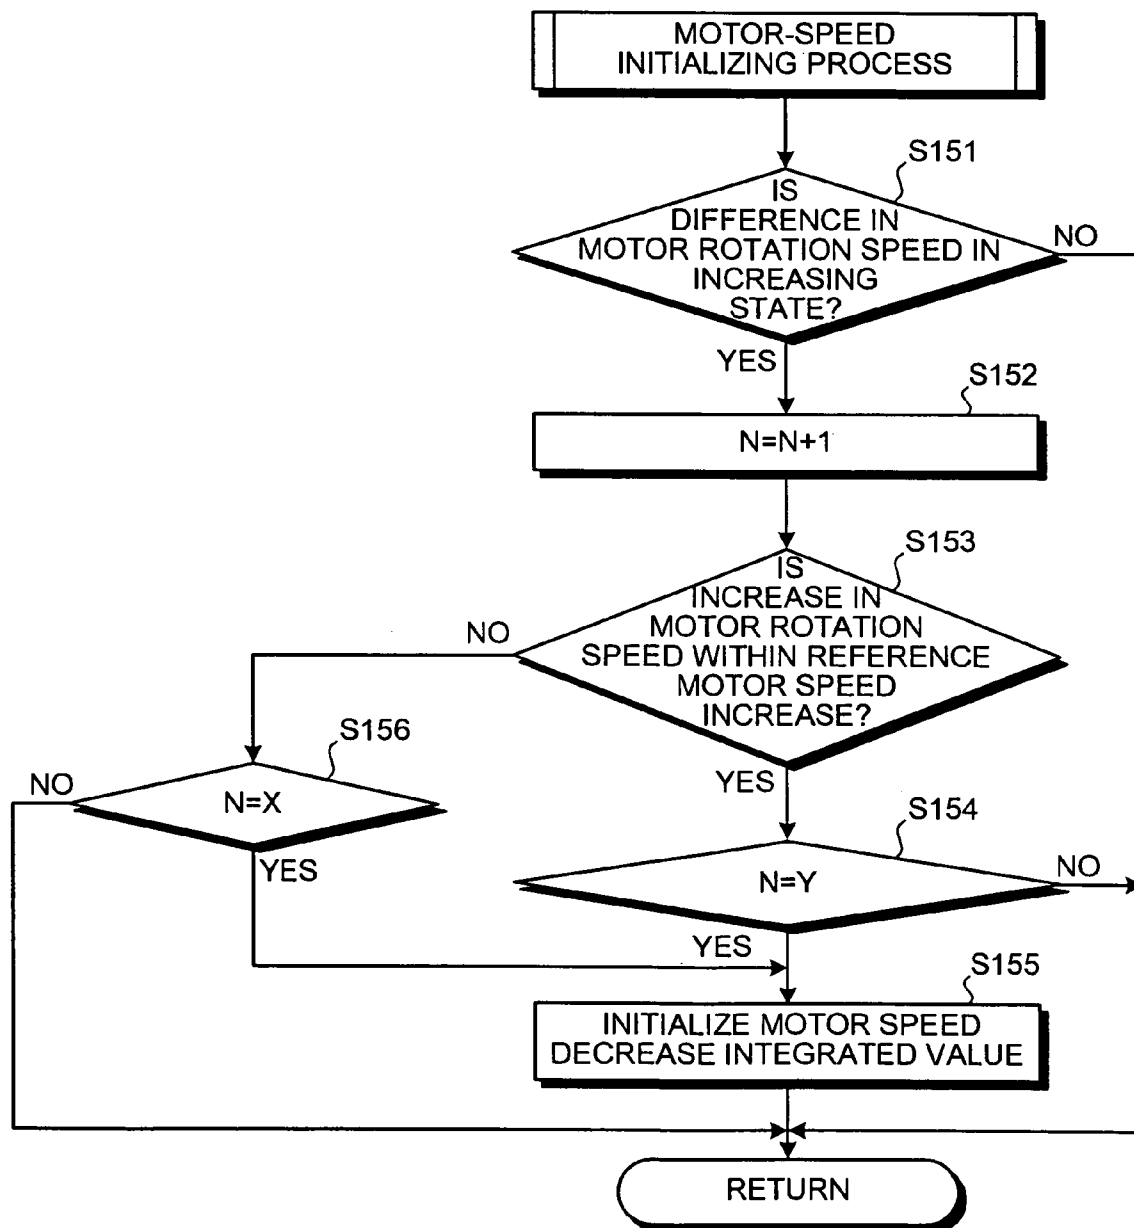 MOTOR-SPEED
INITIALIZING PROCESS
S151
IS
DIFFERENCE IN
MOTOR ROTATION SPEED IN
INCREASING
STATE?
NO
YES
S152
N=N+1
S153
IS
INCREASE IN
MOTOR ROTATION
SPEED WITHIN REFERENCE
MOTOR SPEED
INCREASE?
NO
YES
S156
N=X
NO
YES
S154
N=Y
NO
YES
S155
INITIALIZE MOTOR SPEED
DECREASE INTEGRATED VALUE
RETURN